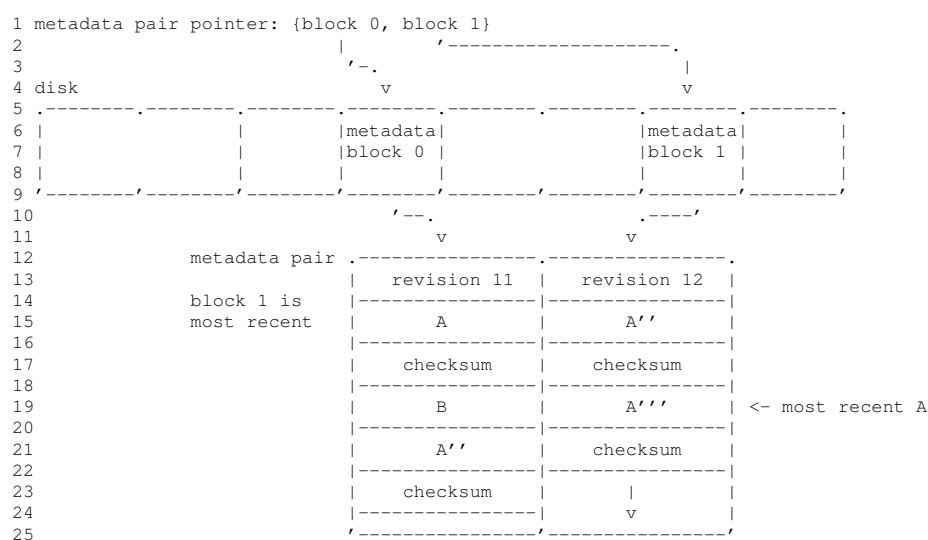 1 metadata pair pointer: {block 0, block 1}
2                             |        '--------------------.
3                             '-.                           |
4 disk                          v                           v
5 .--------.--------.--------.--------.--------.--------.--------.--------.
6 |                 |        |metadata|                 |metadata|        |
7 |                 |        |block 0 |                 |block 1 |        |
8 |                 |        |        |                 |        |        |
9 '--------'--------'--------'--------'--------'--------'--------'--------'
10                                '--.                  .----'
11                                   v                 v
12             metadata pair .----------------.----------------.
13                           |   revision 11  |   revision 12  |
14             block 1 is    |----------------|----------------|
15             most recent   |       A        |       A''      |
16                           |----------------|----------------|
17                           |    checksum    |    checksum    |
18                           |----------------|----------------|
19                           |       B        |       A'''     | <- most recent A
20                           |----------------|----------------|
21                           |       A''      |    checksum    |
22                           |----------------|----------------|
23                           |    checksum    |       |        |
24                           |----------------|       v        |
25                           '----------------'----------------'